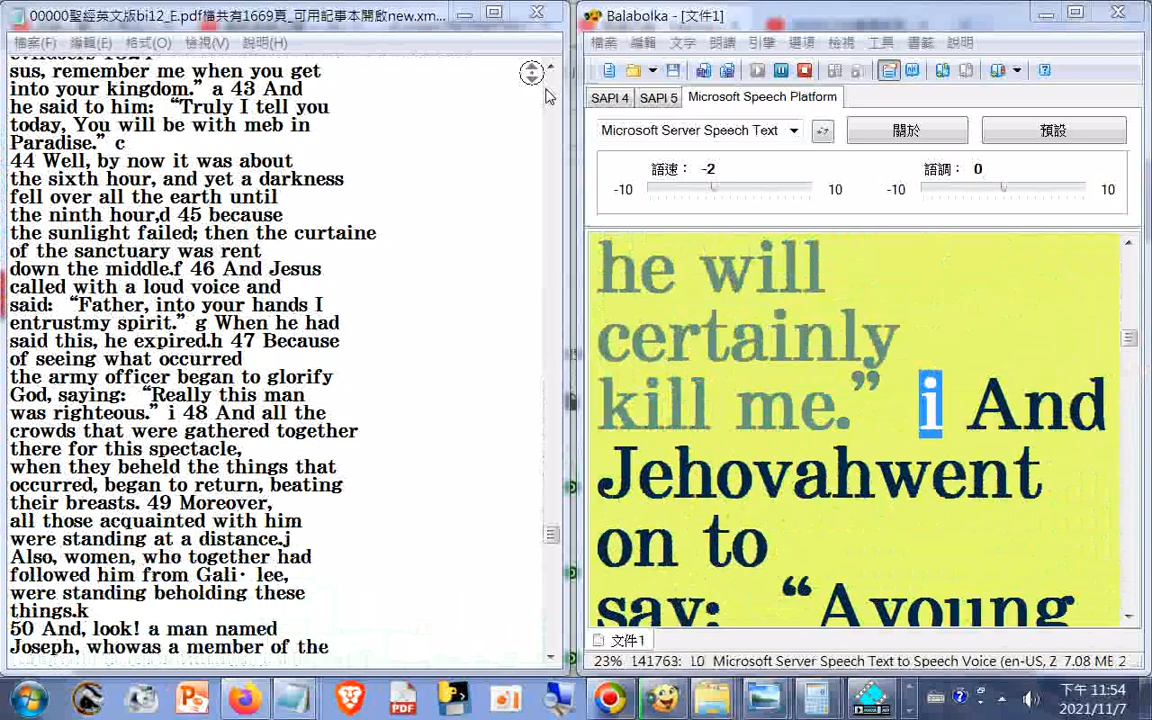 00000聖經英文版bi12_E.pdf檔共有1669頁_可用記事本開啟new.xm...
檔案(F) 編輯(E) 格式(O) 檢視(V) 說明(H)
sus, remember me when you get
into your kingdom.” a 43 And
he said to him: “Truly I tell you
today, You will be with meb in
Paradise.” c
44 Well, by now it was about
the sixth hour, and yet a darkness
fell over all the earth until
the ninth hour,d 45 because
the sunlight failed; then the curtaine
of the sanctuary was rent
down the middle.f 46 And Jesus
called with a loud voice and
said: “Father, into your hands I
entrustmy spirit.” g When he had
said this, he expired.h 47 Because
of seeing what occurred
the army officer began to glorify
God, saying: “Really this man
was righteous.” i 48 And all the
crowds that were gathered together
there for this spectacle,
when they beheld the things that
occurred, began to return, beating
their breasts. 49 Moreover,
all those acquainted with him
were standing at a distance.j
Also, women, who together had
followed him from Gali· lee,
were standing beholding these
things.k
50 And, look! a man named
Joseph, whowas a member of the
Balabolka - [文件1]
檔案 編輯 文字 朗讀 引擎 選項 檢視 工具 書籤 說明
SAPI 4 SAPI 5 Microsoft Speech Platform
Microsoft Server Speech Text 關於 預設
語速: -2 語調: 0
-10 10 -10 10
he will
certainly
kill me.” i And
Jehovahwent
on to
say: “Ayoung
文件1
23% 141763: 10 Microsoft Server Speech Text to Speech Voice (en-US, Z 7.08 MB 2
PDF
下午 11:54
2021/11/7